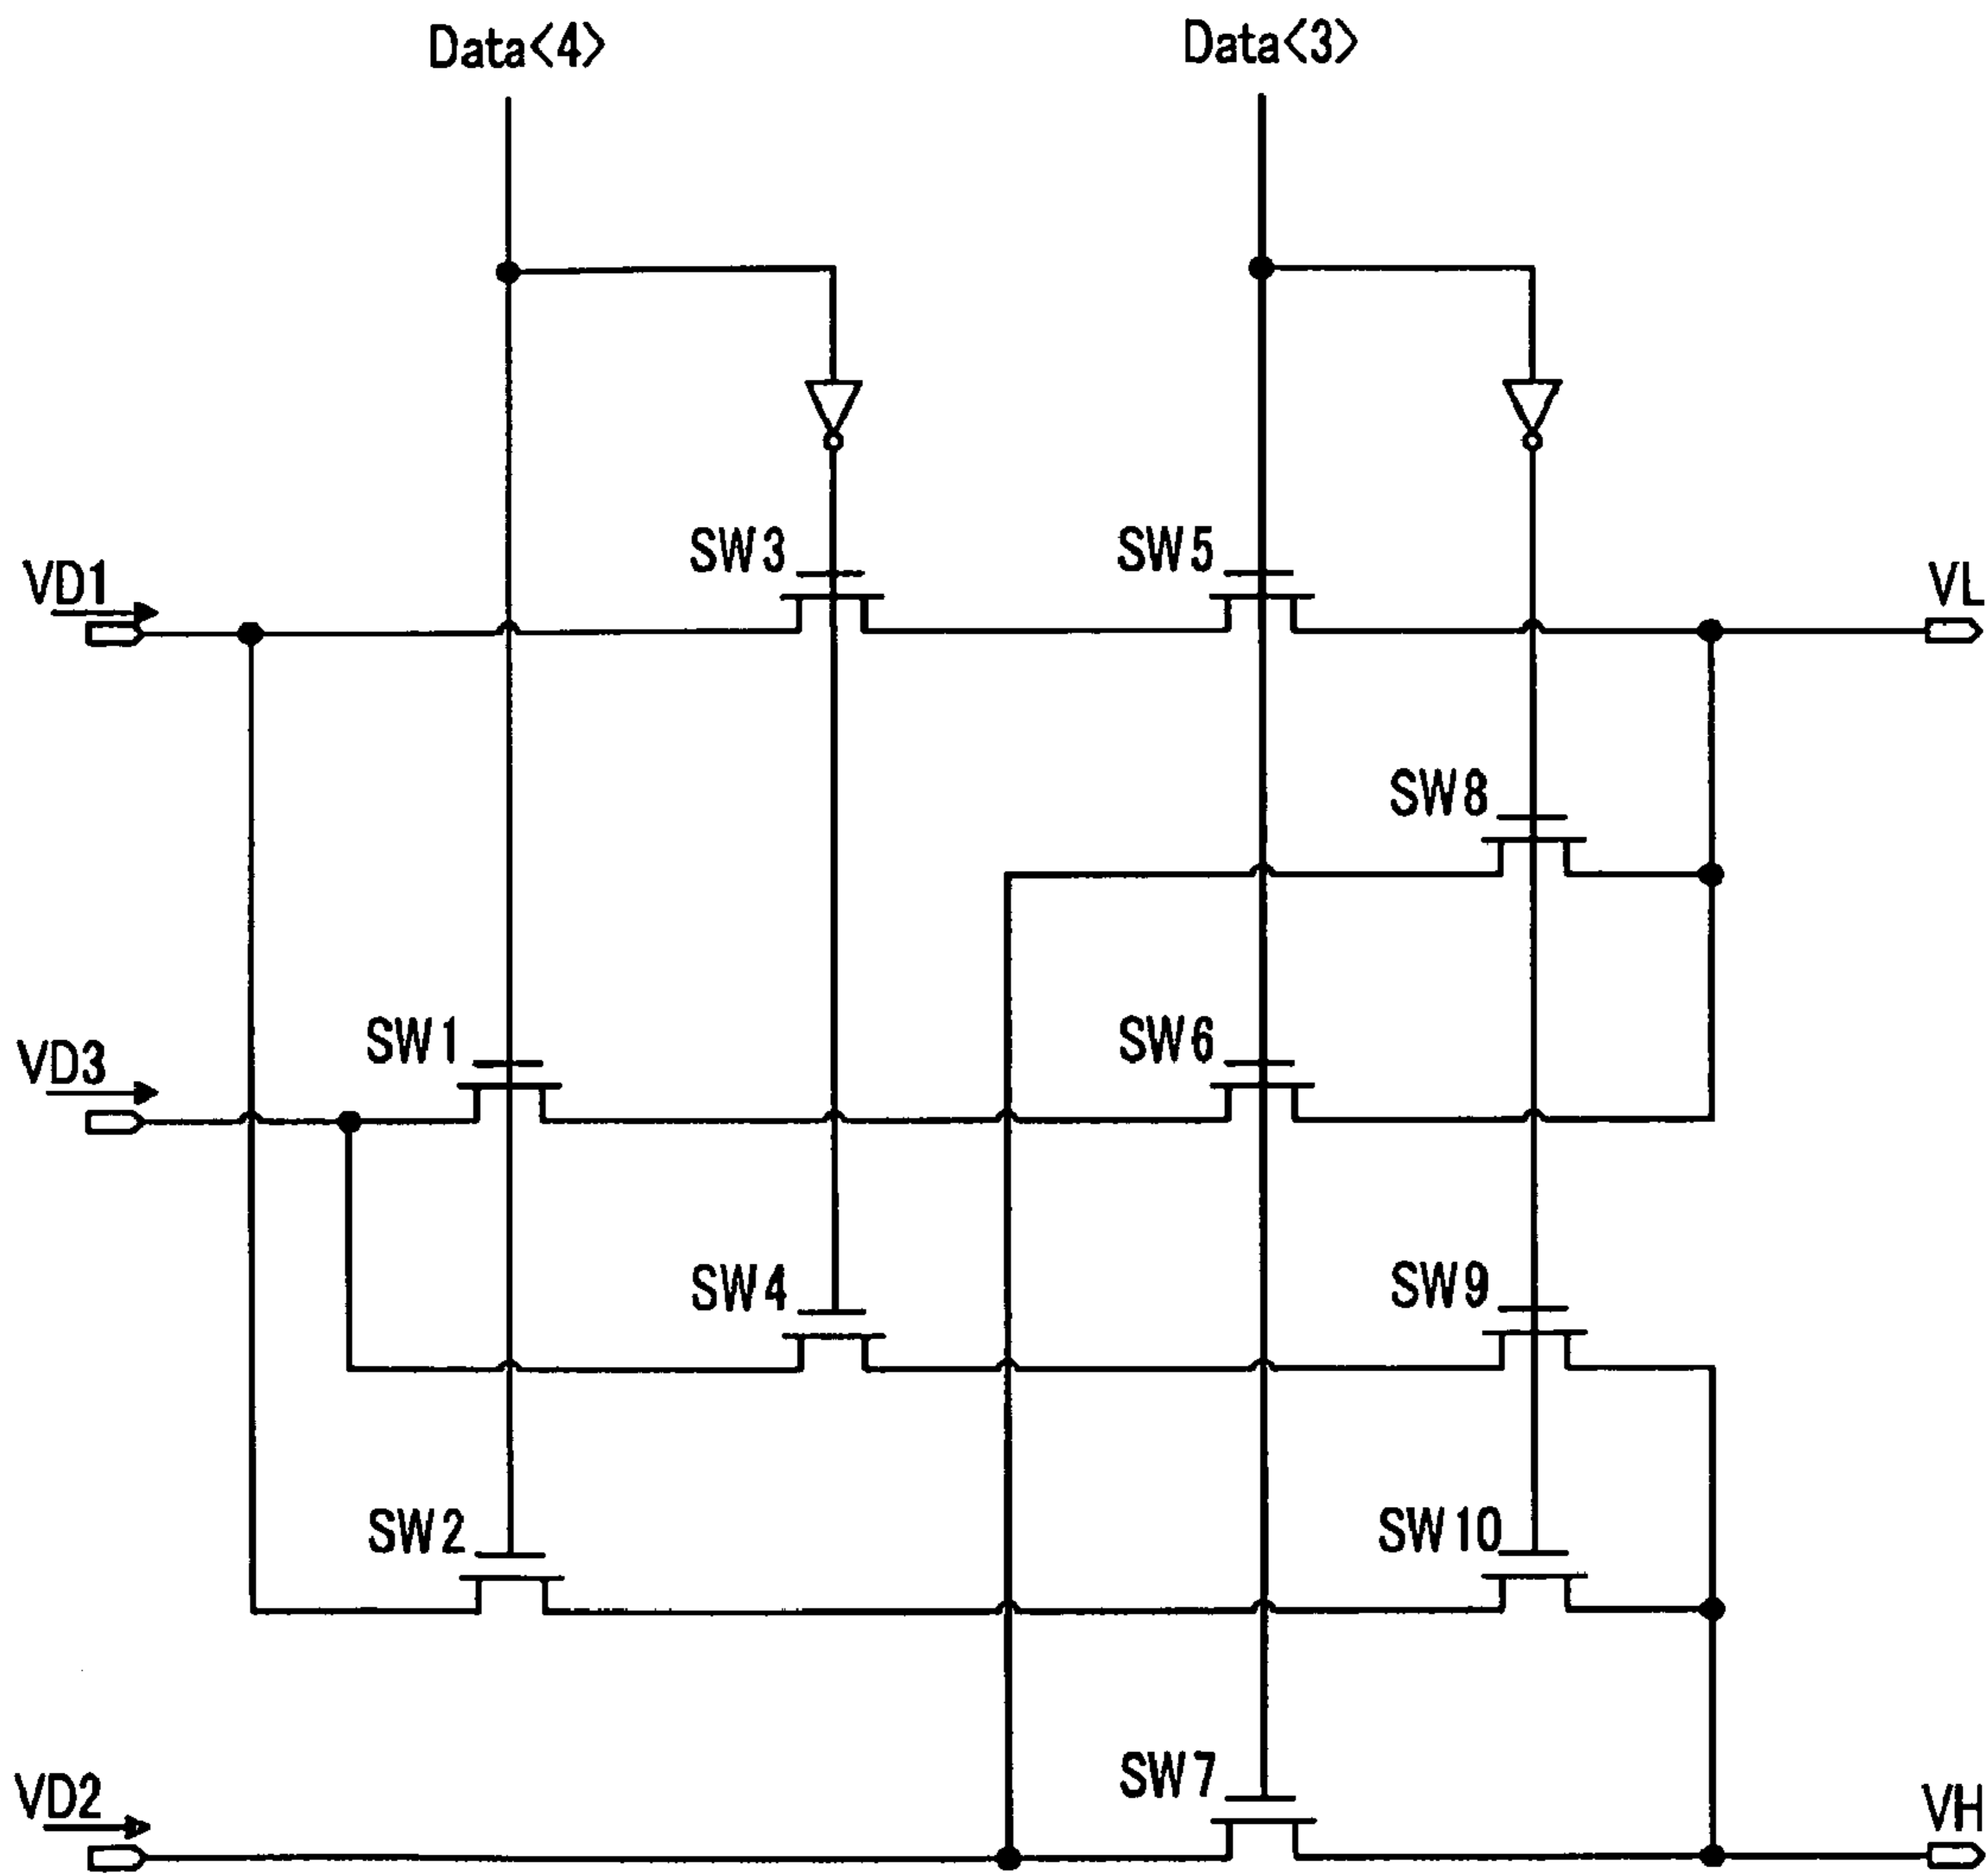 Data<4>
Data<3>
SW3
SW5
VD1
VL
SW8
SW1
SW6
VD3
SW4
SW9
SW2
SW10
SW7
VD2
VH